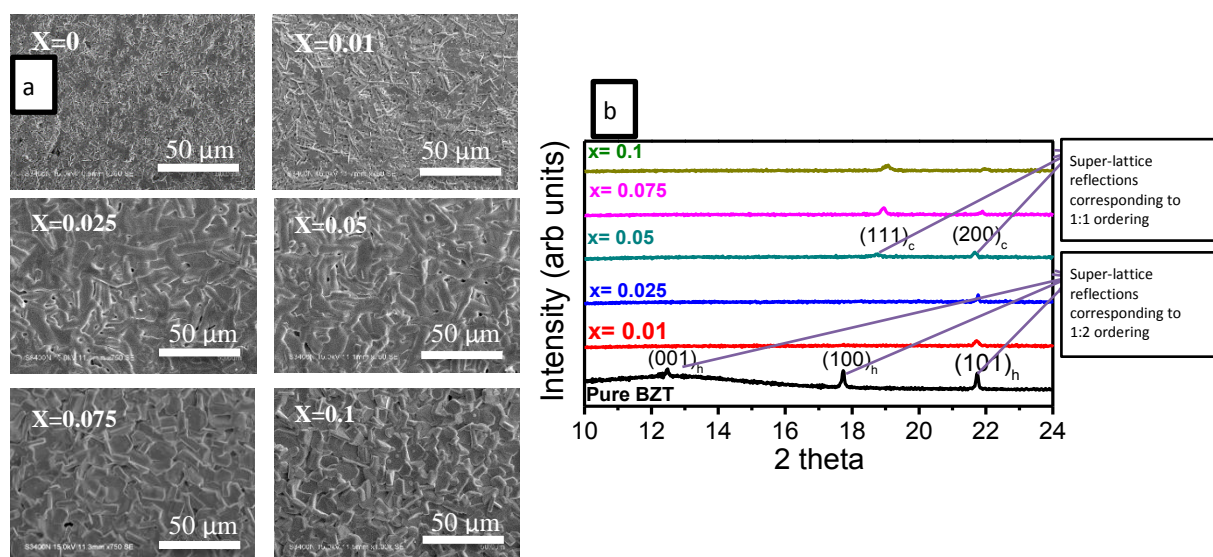 X=0
a
50 µm
X=0.01
50 µm
X=0.025
50 µm
X=0.05
50 µm
X=0.075
50 µm
X=0.1
50 µm
b
Intensity (arb units)
x= 0.1
x= 0.075
x= 0.05
x= 0.025
x= 0.01
Pure BZT
(111)c
(200)c
(001)h
(100)h
(101)h
10 12 14 16 18 20 22 24
2 theta
Super-lattice
reflections
corresponding to
1:1 ordering
Super-lattice
reflections
corresponding to
1:2 ordering